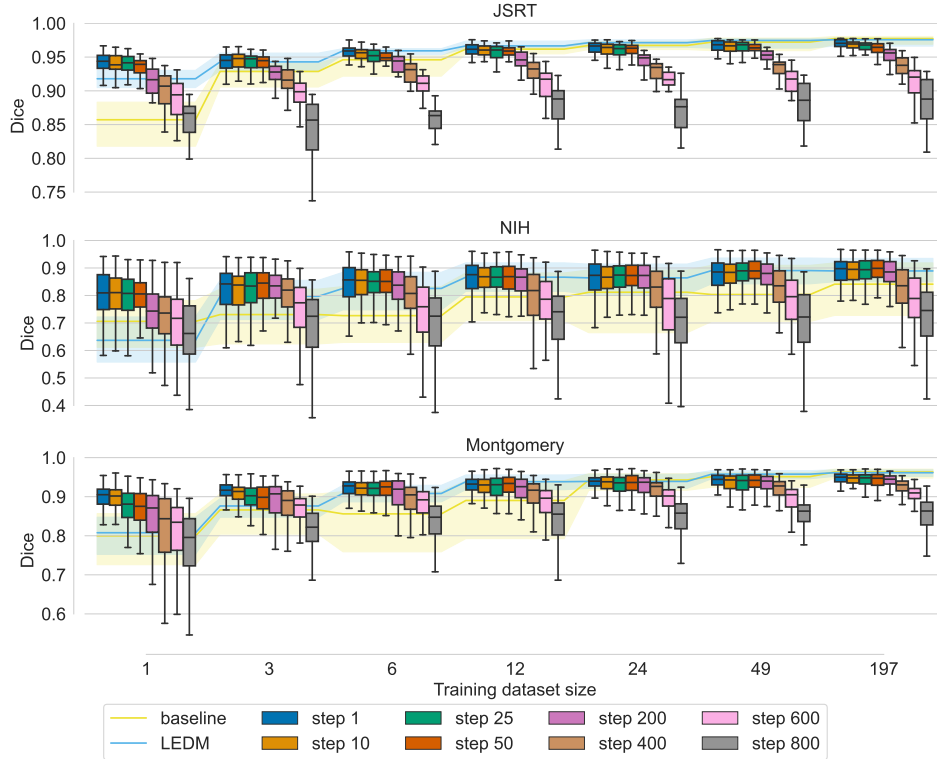 JSRT
1.00
0.95
0.90
0.85
0.80
0.75
Dice
NIH
1.0
0.9
0.8
0.7
0.6
0.5
0.4
Dice
Montgomery
1.0
0.9
0.8
0.7
0.6
Dice
1 3 6 12 24 49 197
Training dataset size
baseline step 1 step 25 step 200 step 600
LEDM step 10 step 50 step 400 step 800